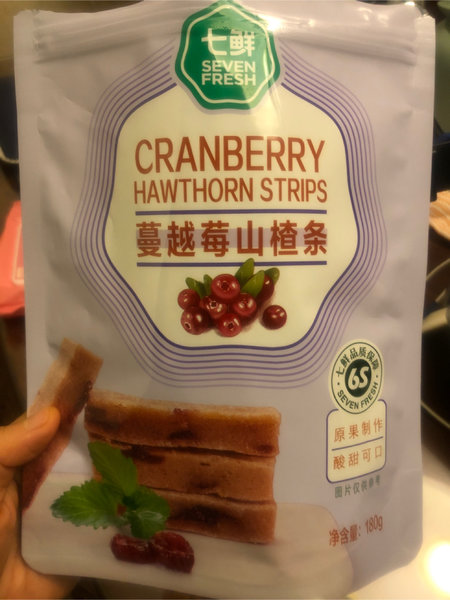 七鲜
SEVEN
FRESH
CRANBERRY
HAWTHORN STRIPS
蔓越莓山楂条
七鲜品质保障
6S
SEVEN FRESH
原果制作
酸甜可口
图片仅供参考
净含量：180g